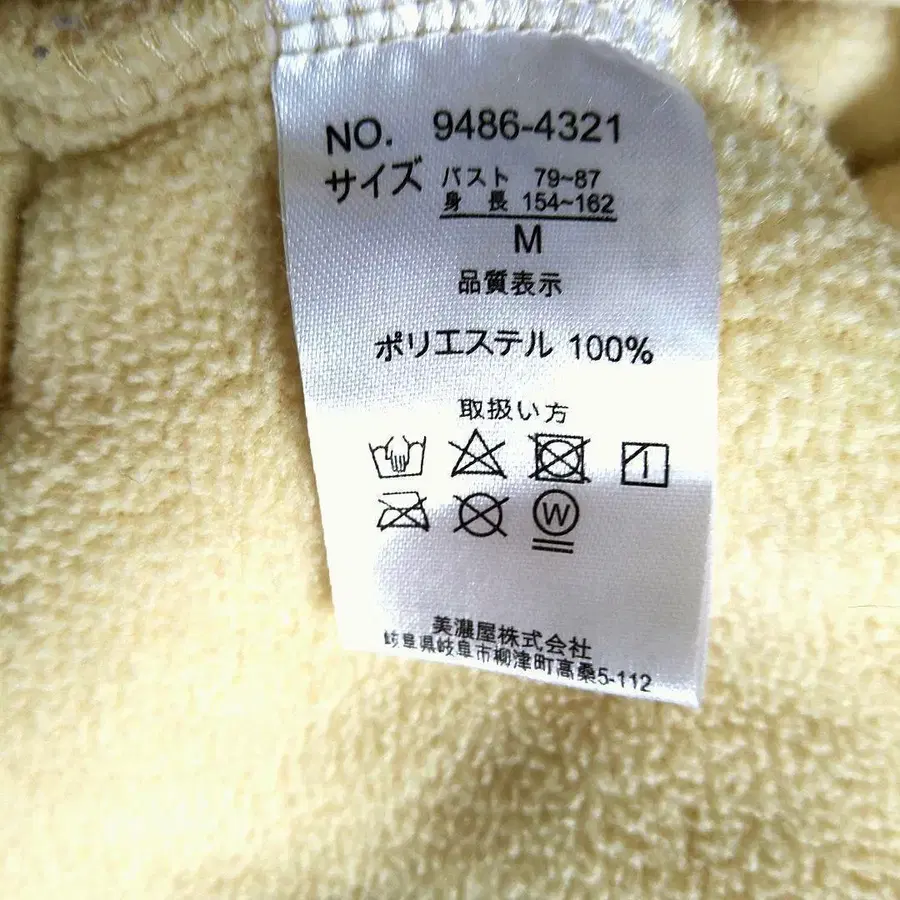 NO. 9486-4321
サイズ バスト 79~87
身長 154~162
M
品質表示
ポリエステル 100%
取扱い方
W
美濃屋株式会社
岐阜県岐阜市柳津町高桑5-112